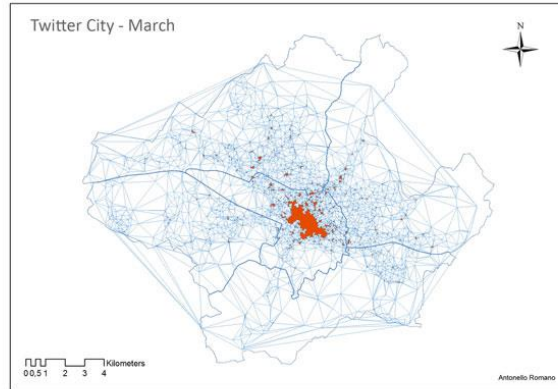 Twitter City - March
N
Kilometers
0 0,5 1 2 3 4
Antonello Romano